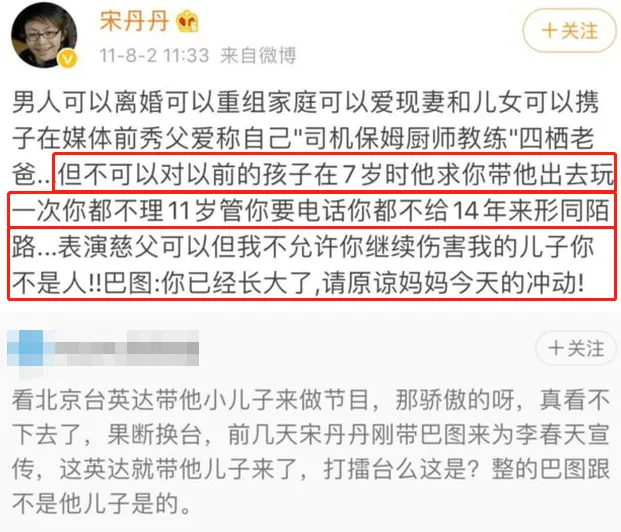 宋丹丹
11-8-2 11:33 来自微博
＋关注
男人可以离婚可以重组家庭可以爱现妻和儿女可以携
子在媒体前秀父爱称自己"司机保姆厨师教练"四栖老
爸..但不可以对以前的孩子在7岁时他求你带他出去玩
一次你都不理11岁管你要电话你都不给14年来形同陌
路...表演慈父可以但我不允许你继续伤害我的儿子你
不是人!!巴图:你已经长大了,请原谅妈妈今天的冲动!
＋关注
看北京台英达带他小儿子来做节目，那骄傲的呀，真看不
下去了，果断换台，前几天宋丹丹刚带巴图来为李春天宣
传，这英达就带他儿子来了，打擂台么这是？整的巴图跟
不是他儿子是的。